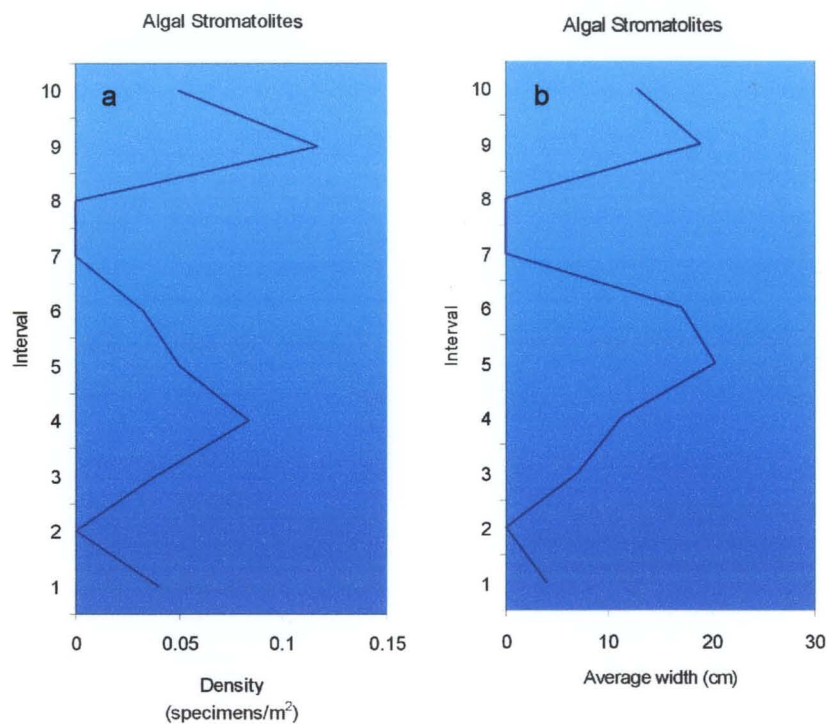 Algal Stromatolites
a
10
9
8
7
6
5
4
3
2
1
Interval
0 0.05 0.1 0.15
Density
(specimens/m²)
Algal Stromatolites
b
10
9
8
7
6
5
4
3
2
1
Interval
0 10 20 30
Average width (cm)